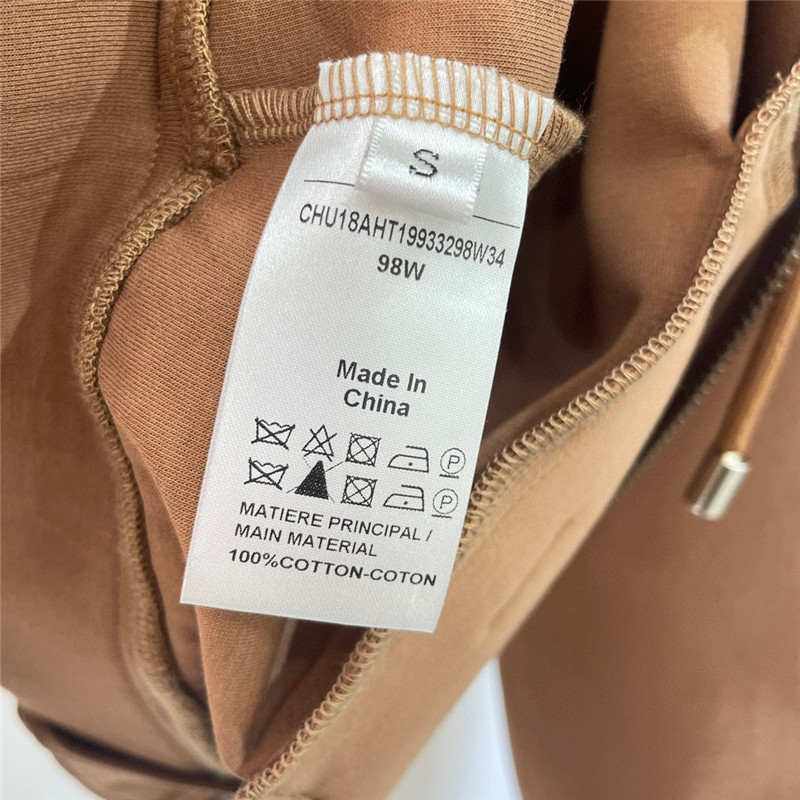 S
CHU18AHT19933298W34
98W
Made In
China
P
P
MATIERE PRINCIPAL /
MAIN MATERIAL
100%COTTON-COTON